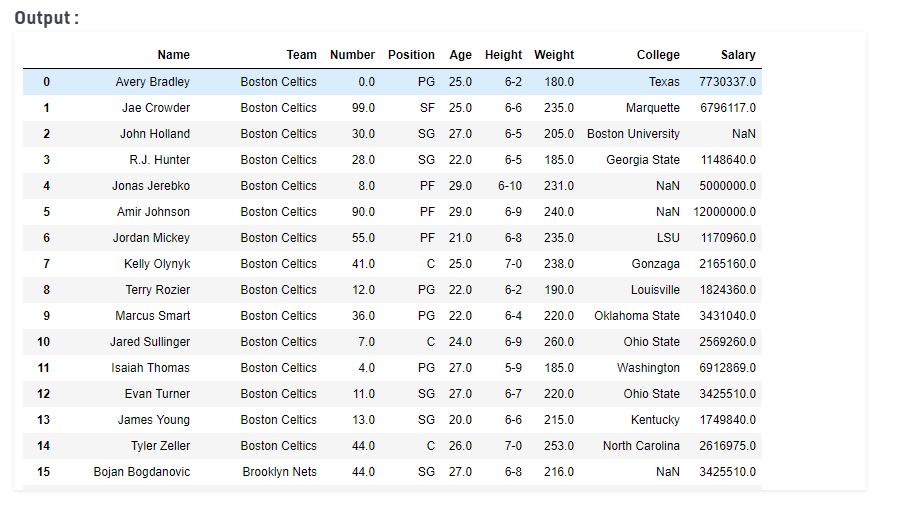 Output :
Name Team Number Position Age Height Weight College Salary
0 Avery Bradley Boston Celtics 0.0 PG 25.0 6-2 180.0 Texas 7730337.0
1 Jae Crowder Boston Celtics 99.0 SF 25.0 6-6 235.0 Marquette 6796117.0
2 John Holland Boston Celtics 30.0 SG 27.0 6-5 205.0 Boston University NaN
3 R.J. Hunter Boston Celtics 28.0 SG 22.0 6-5 185.0 Georgia State 1148640.0
4 Jonas Jerebko Boston Celtics 8.0 PF 29.0 6-10 231.0 NaN 5000000.0
5 Amir Johnson Boston Celtics 90.0 PF 29.0 6-9 240.0 NaN 12000000.0
6 Jordan Mickey Boston Celtics 55.0 PF 21.0 6-8 235.0 LSU 1170960.0
7 Kelly Olynyk Boston Celtics 41.0 C 25.0 7-0 238.0 Gonzaga 2165160.0
8 Terry Rozier Boston Celtics 12.0 PG 22.0 6-2 190.0 Louisville 1824360.0
9 Marcus Smart Boston Celtics 36.0 PG 22.0 6-4 220.0 Oklahoma State 3431040.0
10 Jared Sullinger Boston Celtics 7.0 C 24.0 6-9 260.0 Ohio State 2569260.0
11 Isaiah Thomas Boston Celtics 4.0 PG 27.0 5-9 185.0 Washington 6912869.0
12 Evan Turner Boston Celtics 11.0 SG 27.0 6-7 220.0 Ohio State 3425510.0
13 James Young Boston Celtics 13.0 SG 20.0 6-6 215.0 Kentucky 1749840.0
14 Tyler Zeller Boston Celtics 44.0 C 26.0 7-0 253.0 North Carolina 2616975.0
15 Bojan Bogdanovic Brooklyn Nets 44.0 SG 27.0 6-8 216.0 NaN 3425510.0